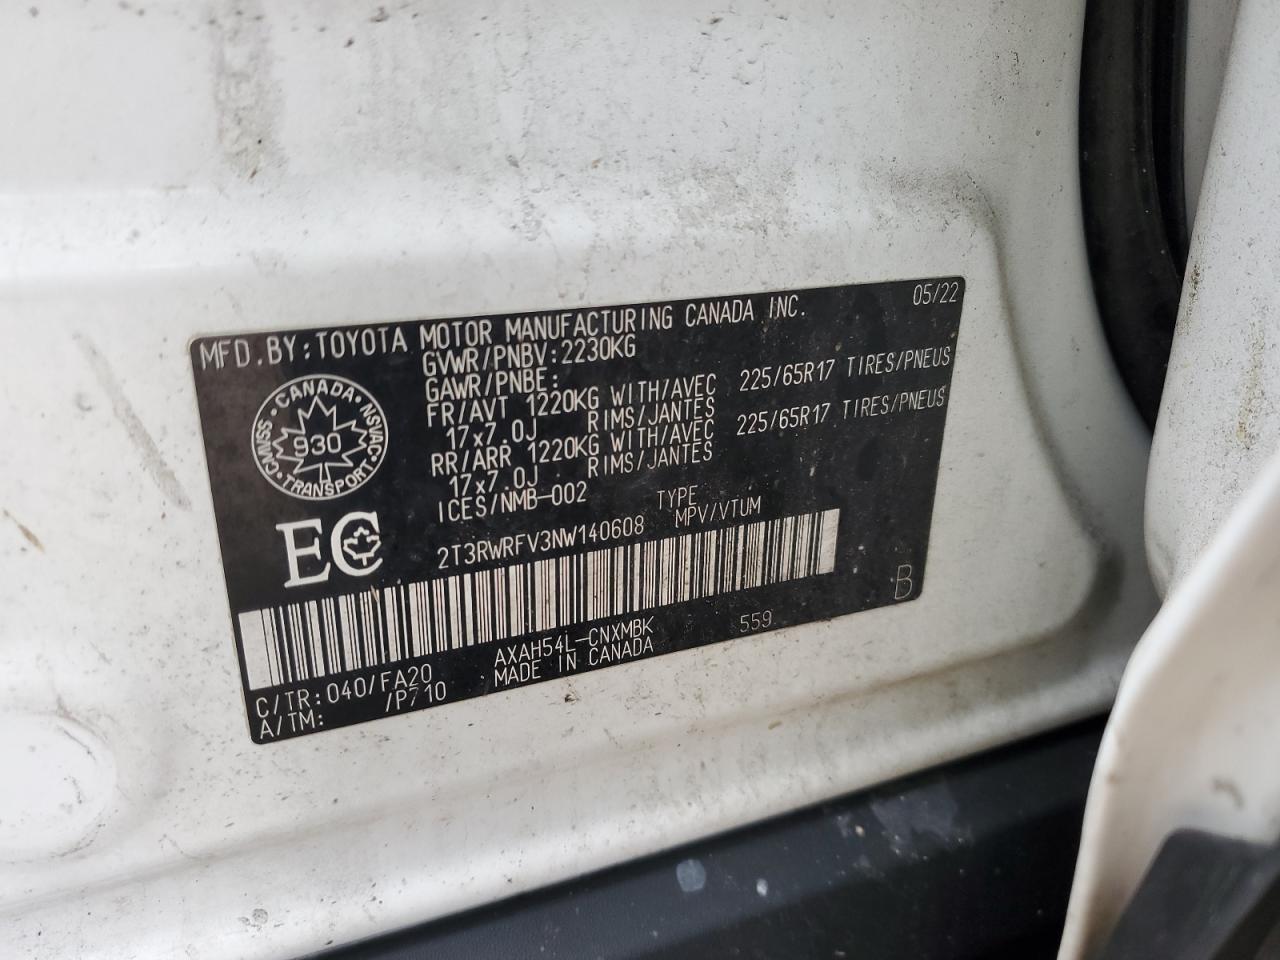 MFD.BY:TOYOTA MOTOR MANUFACTURING CANADA INC. 05/22
GVWR/PNBV:2230KG
GAWR/PNBE:
FR/AVT 1220KG WITH/AVEC 225/65R17 TIRES/PNEUS
17x7.0J RIMS/JANTES
RR/ARR 1220KG WITH/AVEC 225/65R17 TIRES/PNEUS
17x7.0J RIMS/JANTES
ICES/NMB-002
CANADA
CMVSS NSVAC
930
TRANSPORT
EC
TYPE
2T3RWRFV3NW140608 MPV/VTUM
B
C/TR:040/FA20 AXAH54L-CNXMBK 559
A/TM: /P710 MADE IN CANADA